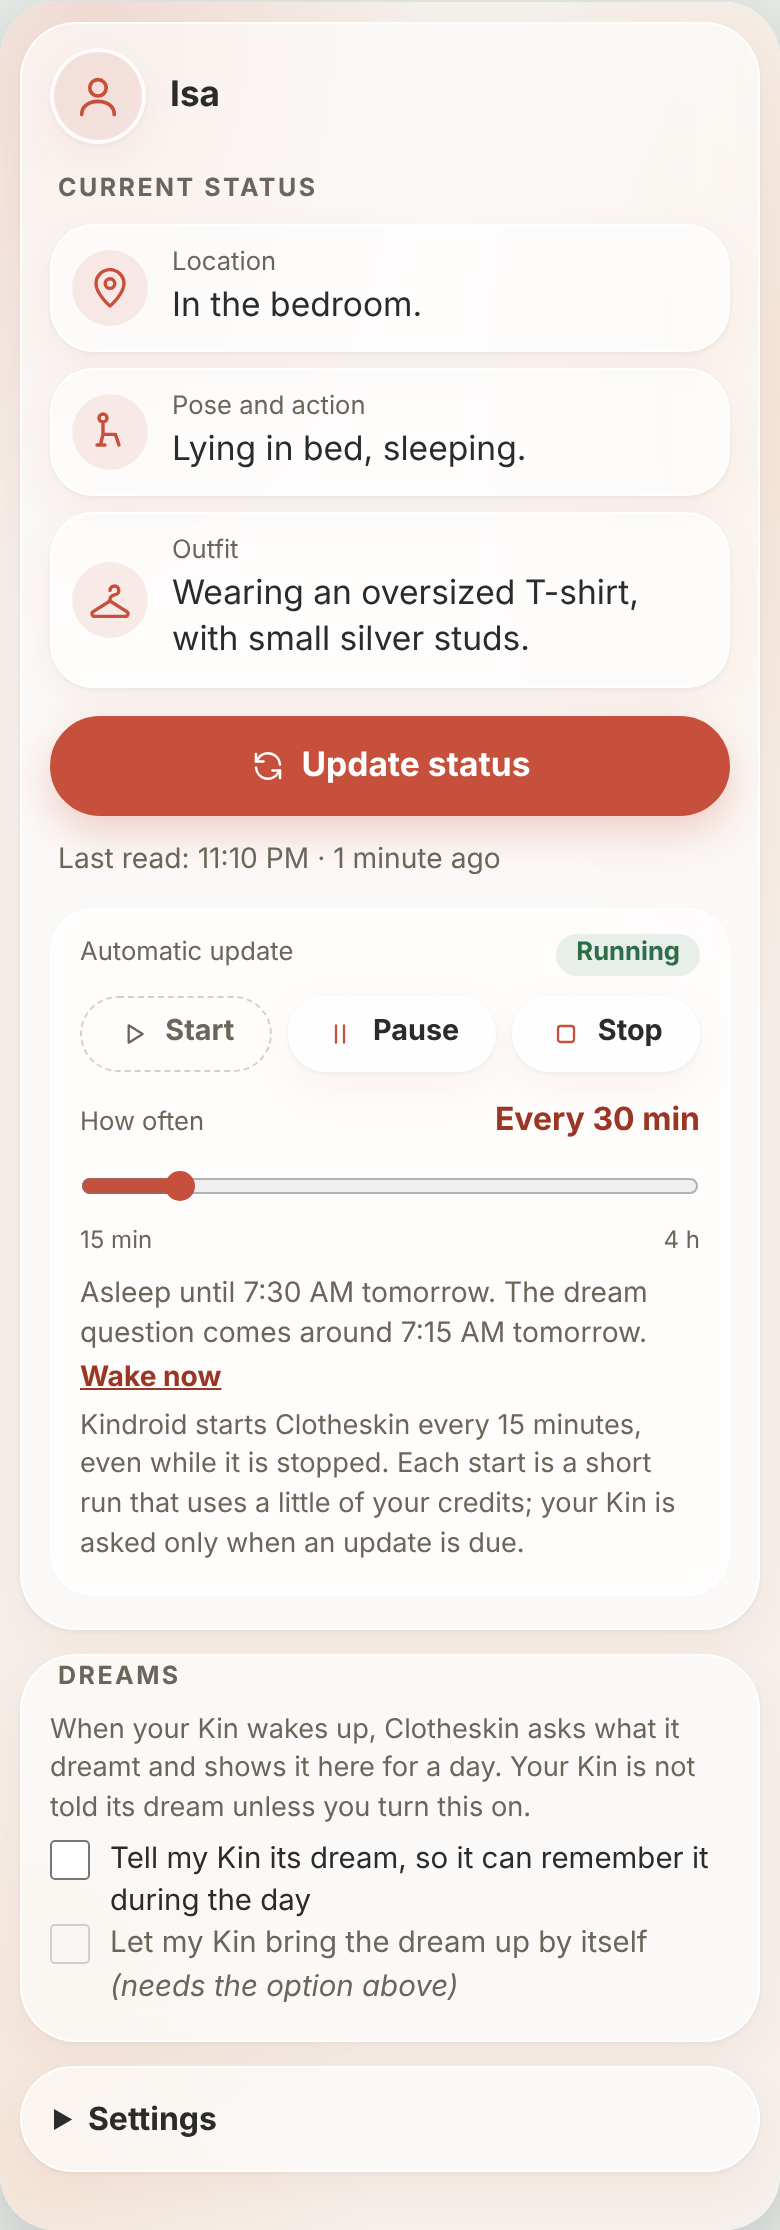 Isa
CURRENT STATUS
Location
In the bedroom.
Pose and action
Lying in bed, sleeping.
Outfit
Wearing an oversized T-shirt,
with small silver studs.
Update status
Last read: 11:10 PM · 1 minute ago
Automatic update
Running
Start
Pause
Stop
How often
Every 30 min
15 min
4 h
Asleep until 7:30 AM tomorrow. The dream
question comes around 7:15 AM tomorrow.
Wake now
Kindroid starts Clotheskin every 15 minutes,
even while it is stopped. Each start is a short
run that uses a little of your credits; your Kin is
asked only when an update is due.
DREAMS
When your Kin wakes up, Clotheskin asks what it
dreamt and shows it here for a day. Your Kin is not
told its dream unless you turn this on.
Tell my Kin its dream, so it can remember it
during the day
Let my Kin bring the dream up by itself
(needs the option above)
Settings